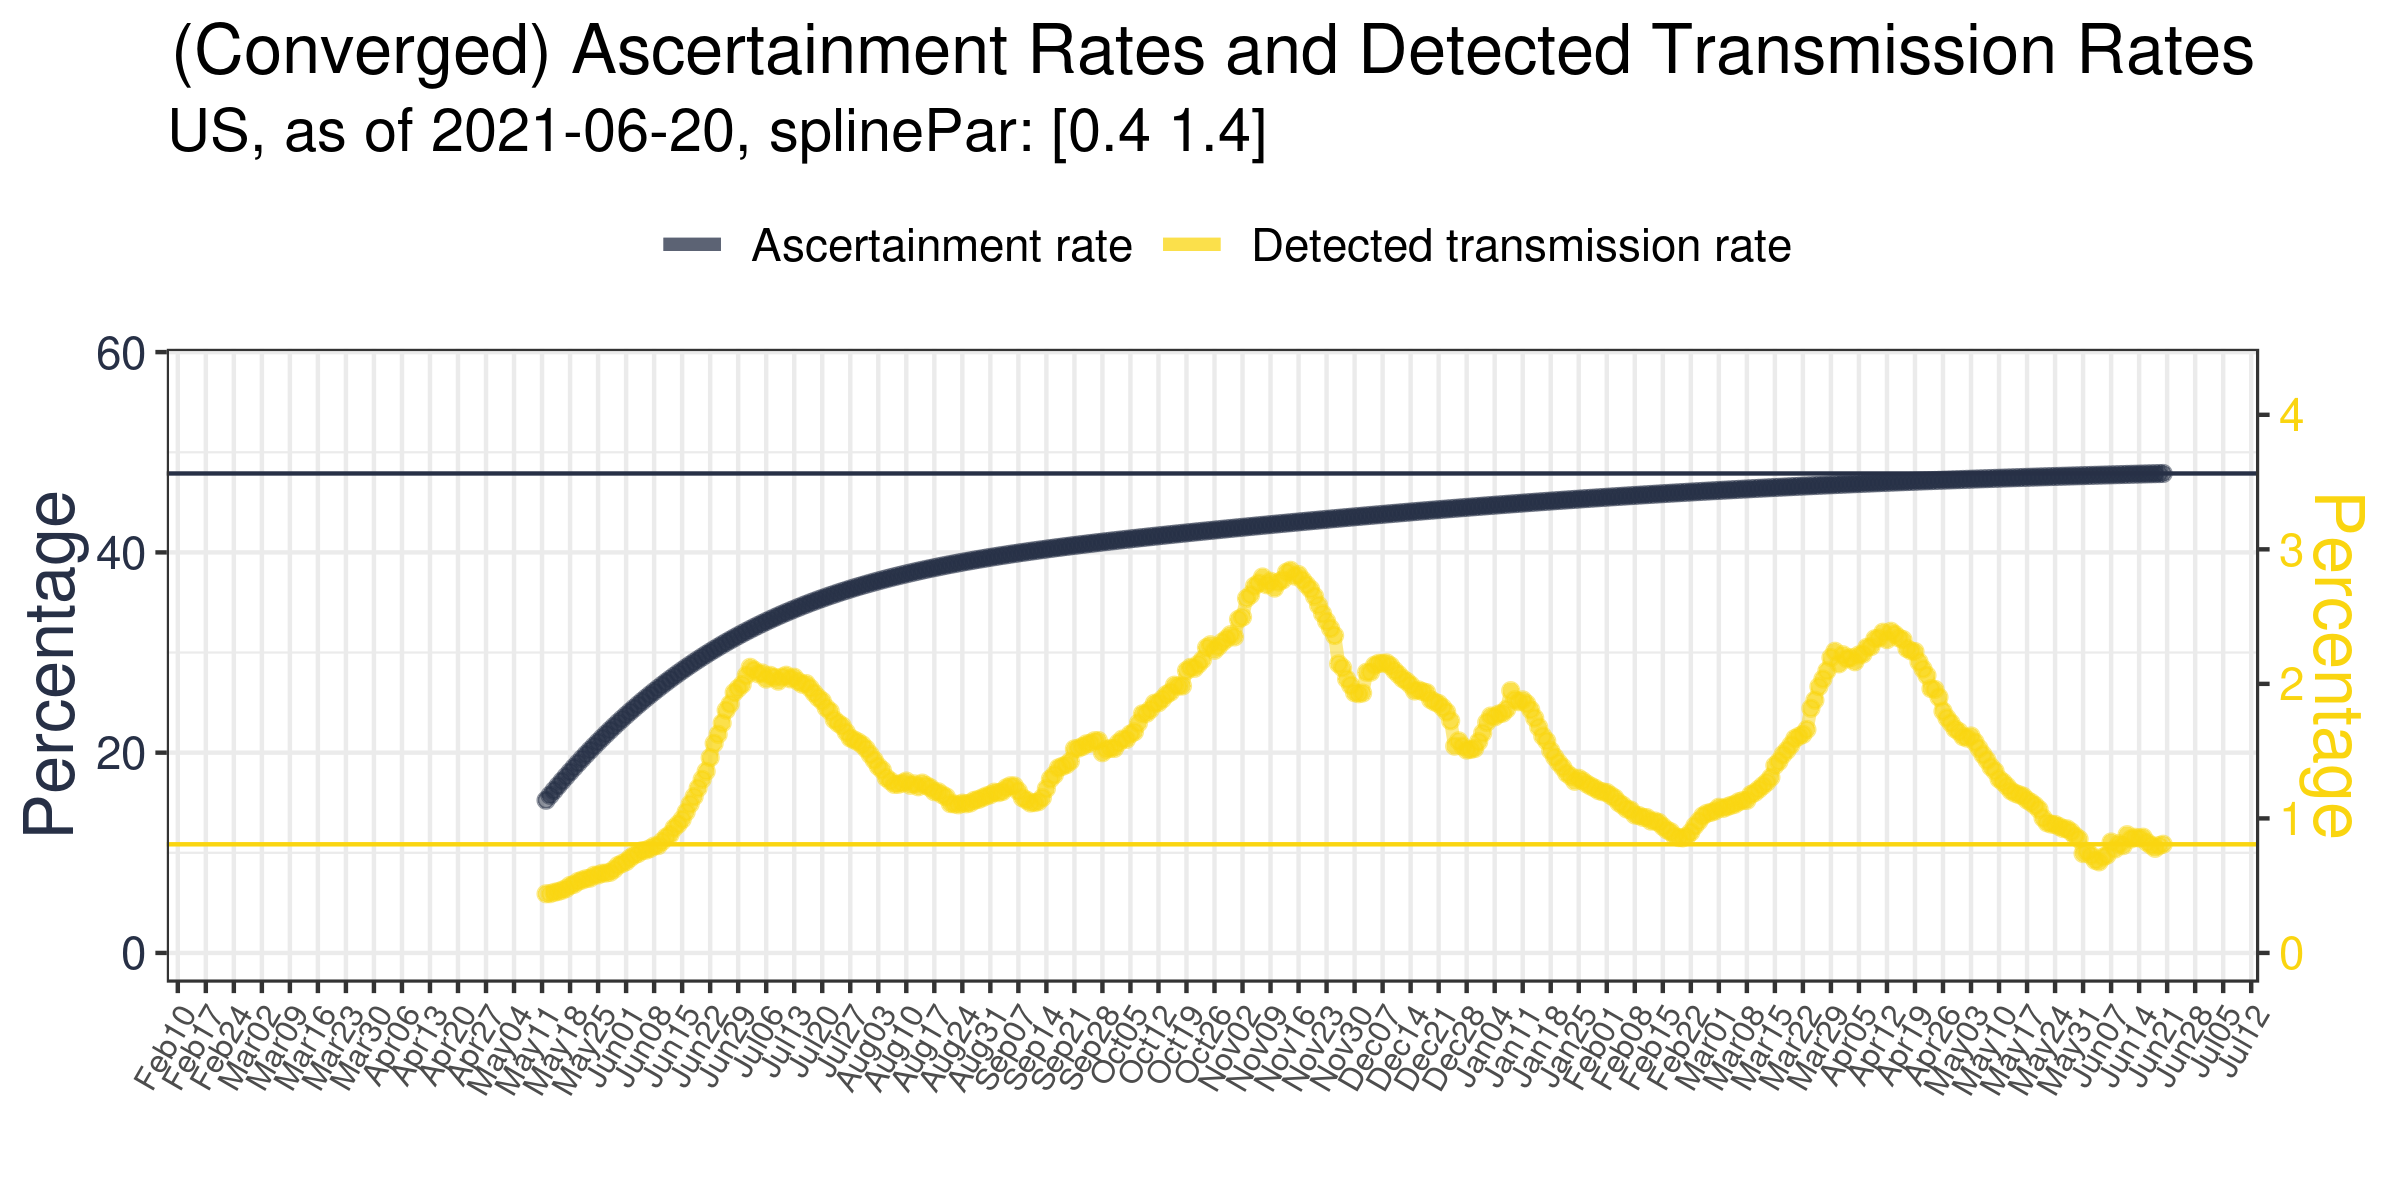 (Converged) Ascertainment Rates and Detected Transmission Rates
US, as of 2021-06-20, splinePar: [0.4 1.4]
Ascertainment rate
Detected transmission rate
Percentage
60
40
20
0
4
3
2
1
0
Percentage
Feb10
Feb17
Feb24
Mar02
Mar09
Mar16
Mar23
Mar30
Apr06
Apr13
Apr20
Apr27
May04
May11
May18
May25
Jun01
Jun08
Jun15
Jun22
Jun29
Jul06
Jul13
Jul20
Jul27
Aug03
Aug10
Aug17
Aug24
Aug31
Sep07
Sep14
Sep21
Sep28
Oct05
Oct12
Oct19
Oct26
Nov02
Nov09
Nov16
Nov23
Nov30
Dec07
Dec14
Dec21
Dec28
Jan04
Jan11
Jan18
Jan25
Feb01
Feb08
Feb15
Feb22
Mar01
Mar08
Mar15
Mar22
Mar29
Apr05
Apr12
Apr19
Apr26
May03
May10
May17
May24
May31
Jun07
Jun14
Jun21
Jun28
Jul05
Jul12